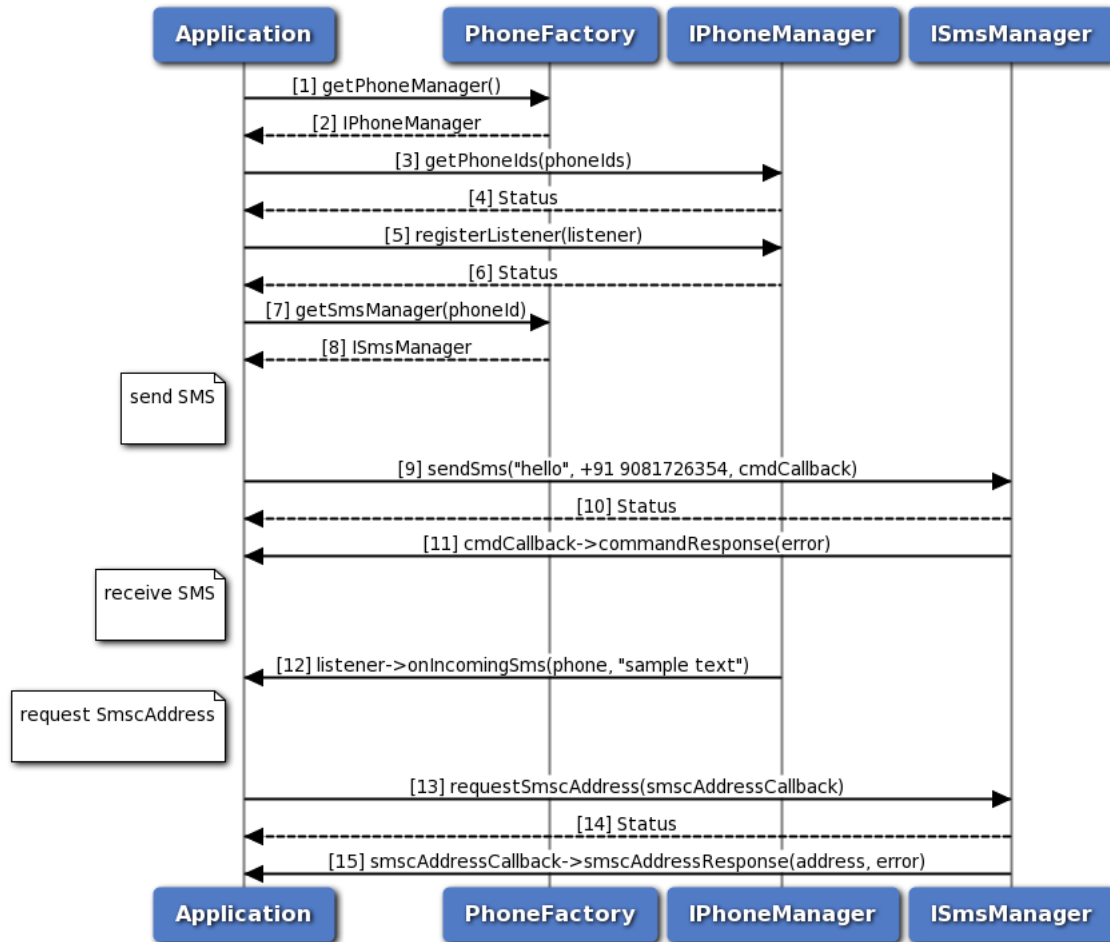 Application PhoneFactory IPhoneManager ISmsManager
[1] getPhoneManager()
[2] IPhoneManager
[3] getPhoneIds(phoneIds)
[4] Status
[5] registerListener(listener)
[6] Status
[7] getSmsManager(phoneId)
[8] ISmsManager
send SMS
[9] sendSms("hello", +91 9081726354, cmdCallback)
[10] Status
[11] cmdCallback->commandResponse(error)
receive SMS
[12] listener->onIncomingSms(phone, "sample text")
request SmscAddress
[13] requestSmscAddress(smscAddressCallback)
[14] Status
[15] smscAddressCallback->smscAddressResponse(address, error)
Application PhoneFactory IPhoneManager ISmsManager